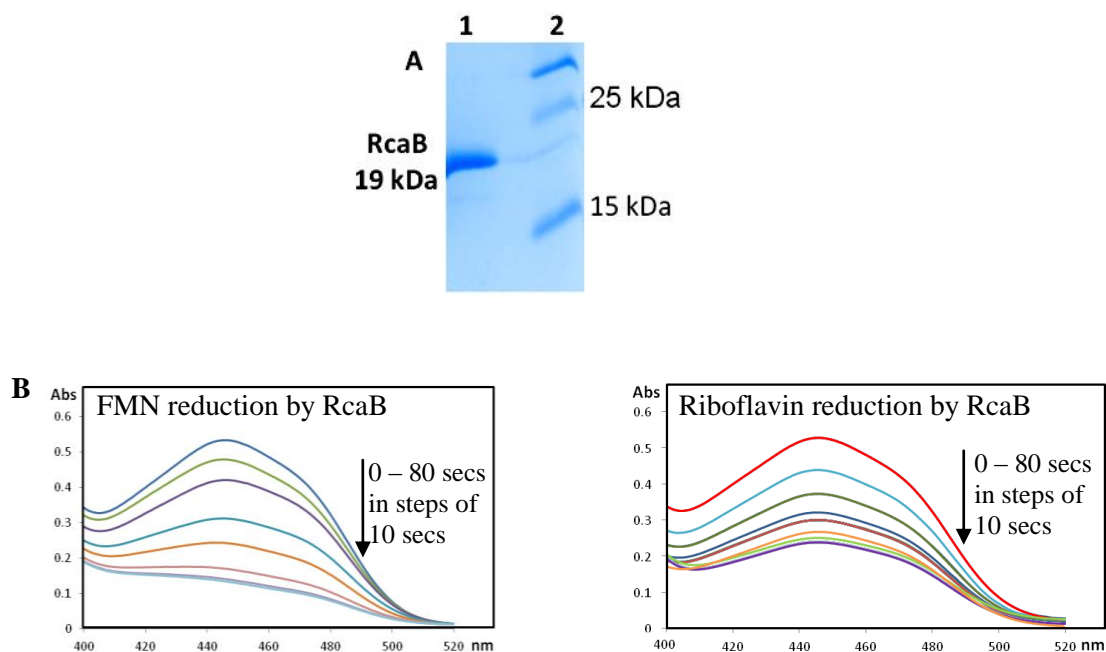 1 2
A
25 kDa
RcaB
19 kDa
15 kDa
B
Abs
FMN reduction by RcaB
0.6
0.5
0.4
0.3
0.2
0.1
0
0 – 80 secs
in steps of
10 secs
400 420 440 460 480 500 520 nm
Abs
Riboflavin reduction by RcaB
0.6
0.5
0.4
0.3
0.2
0.1
0
0 – 80 secs
in steps of
10 secs
400 420 440 460 480 500 520 nm